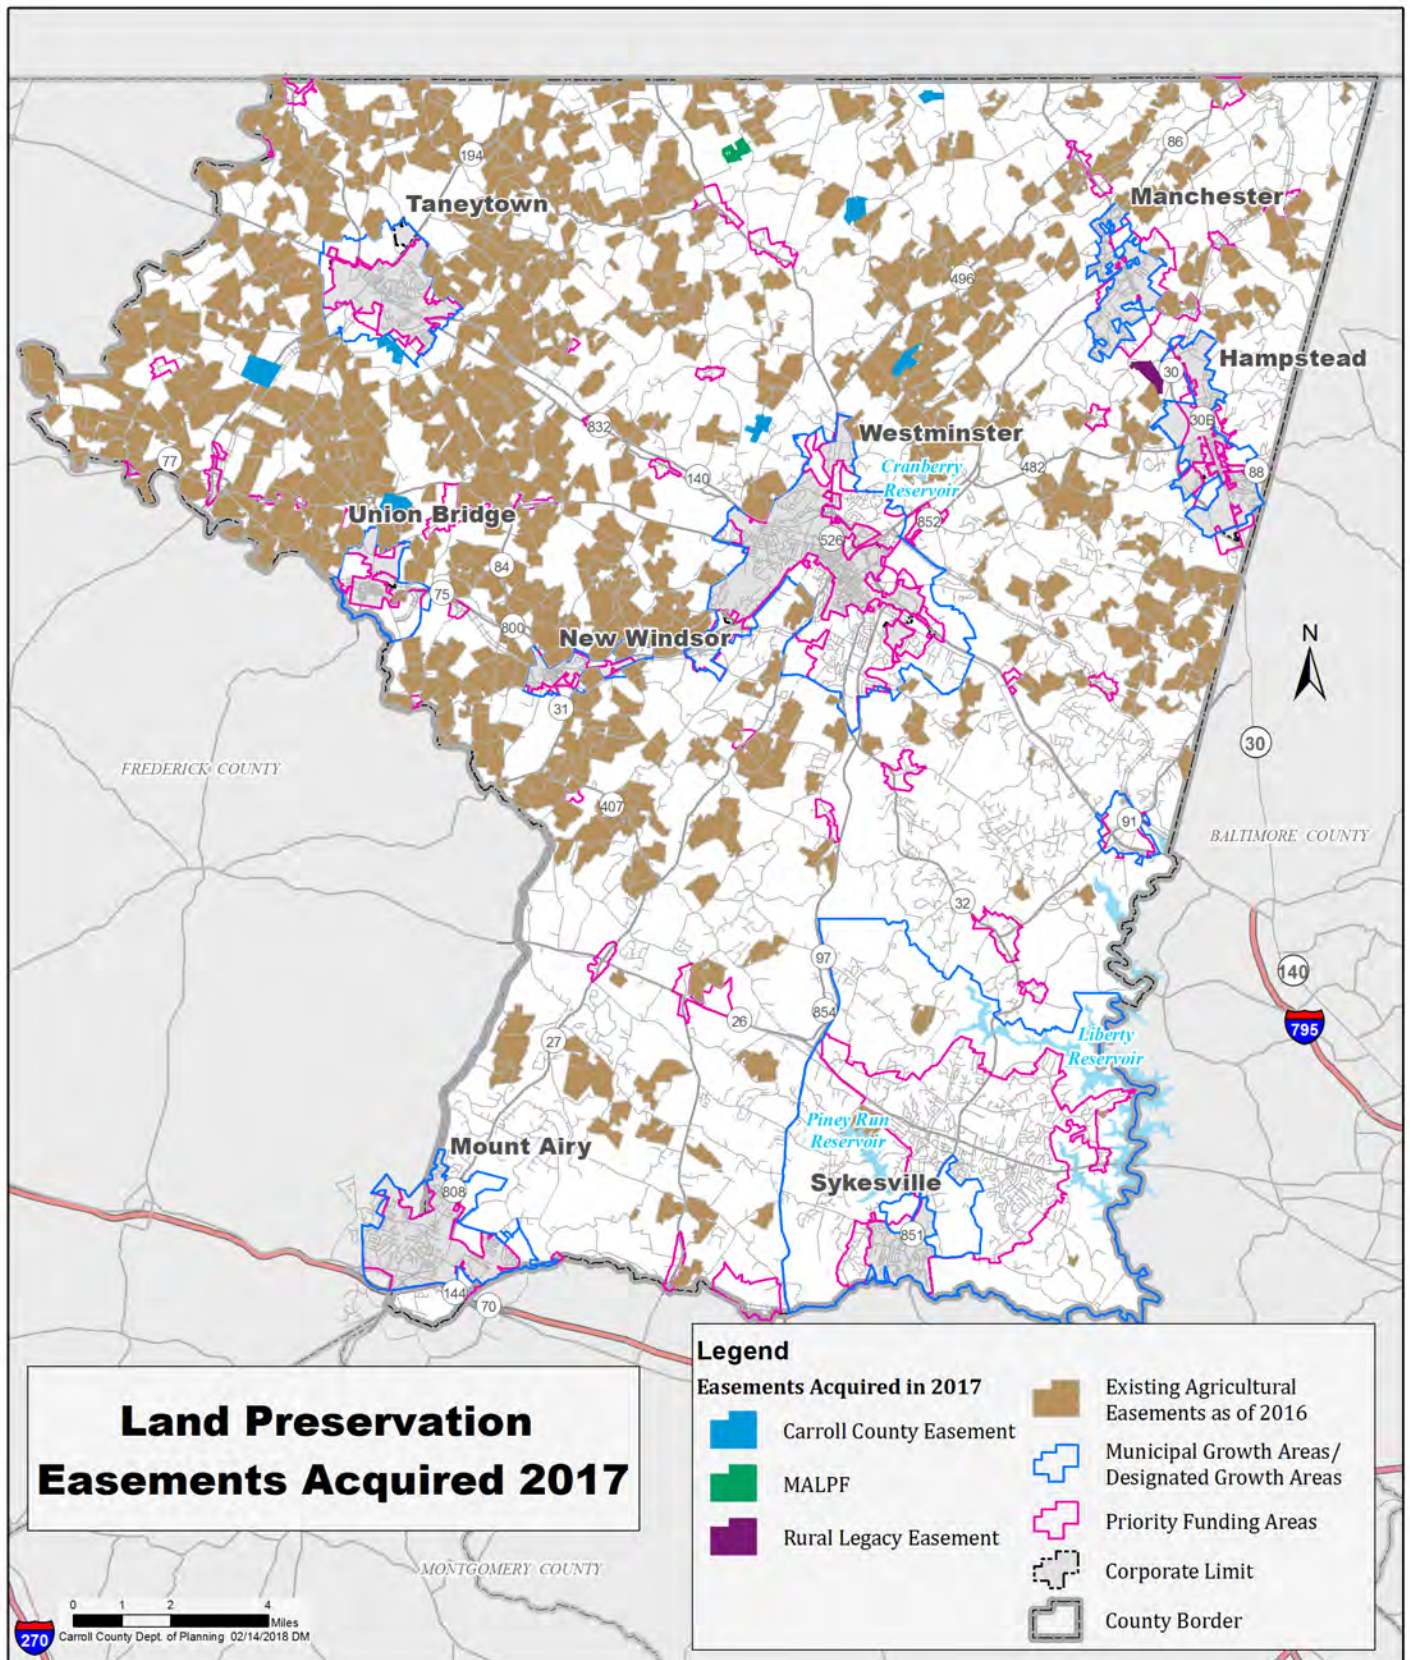 194
86
Taneytown
Manchester
496
Hampstead
30
30B
832
Westminster
77
140
482
88
Cranberry
Reservoir
Union Bridge
852
526
84
75
800
New Windsor
N
31
30
FREDERICK COUNTY
407
91
BALTIMORE COUNTY
32
97
140
854
26
795
27
Liberty
Reservoir
Piney Run
Reservoir
Mount Airy
Sykesville
808
851
144
70
Land Preservation
Easements Acquired 2017
Legend
Easements Acquired in 2017
Carroll County Easement
MALPF
Rural Legacy Easement
Existing Agricultural
Easements as of 2016
Municipal Growth Areas/
Designated Growth Areas
Priority Funding Areas
Corporate Limit
County Border
MONTGOMERY COUNTY
0 1 2 4
Miles
270
Carroll County Dept. of Planning 02/14/2018 DM